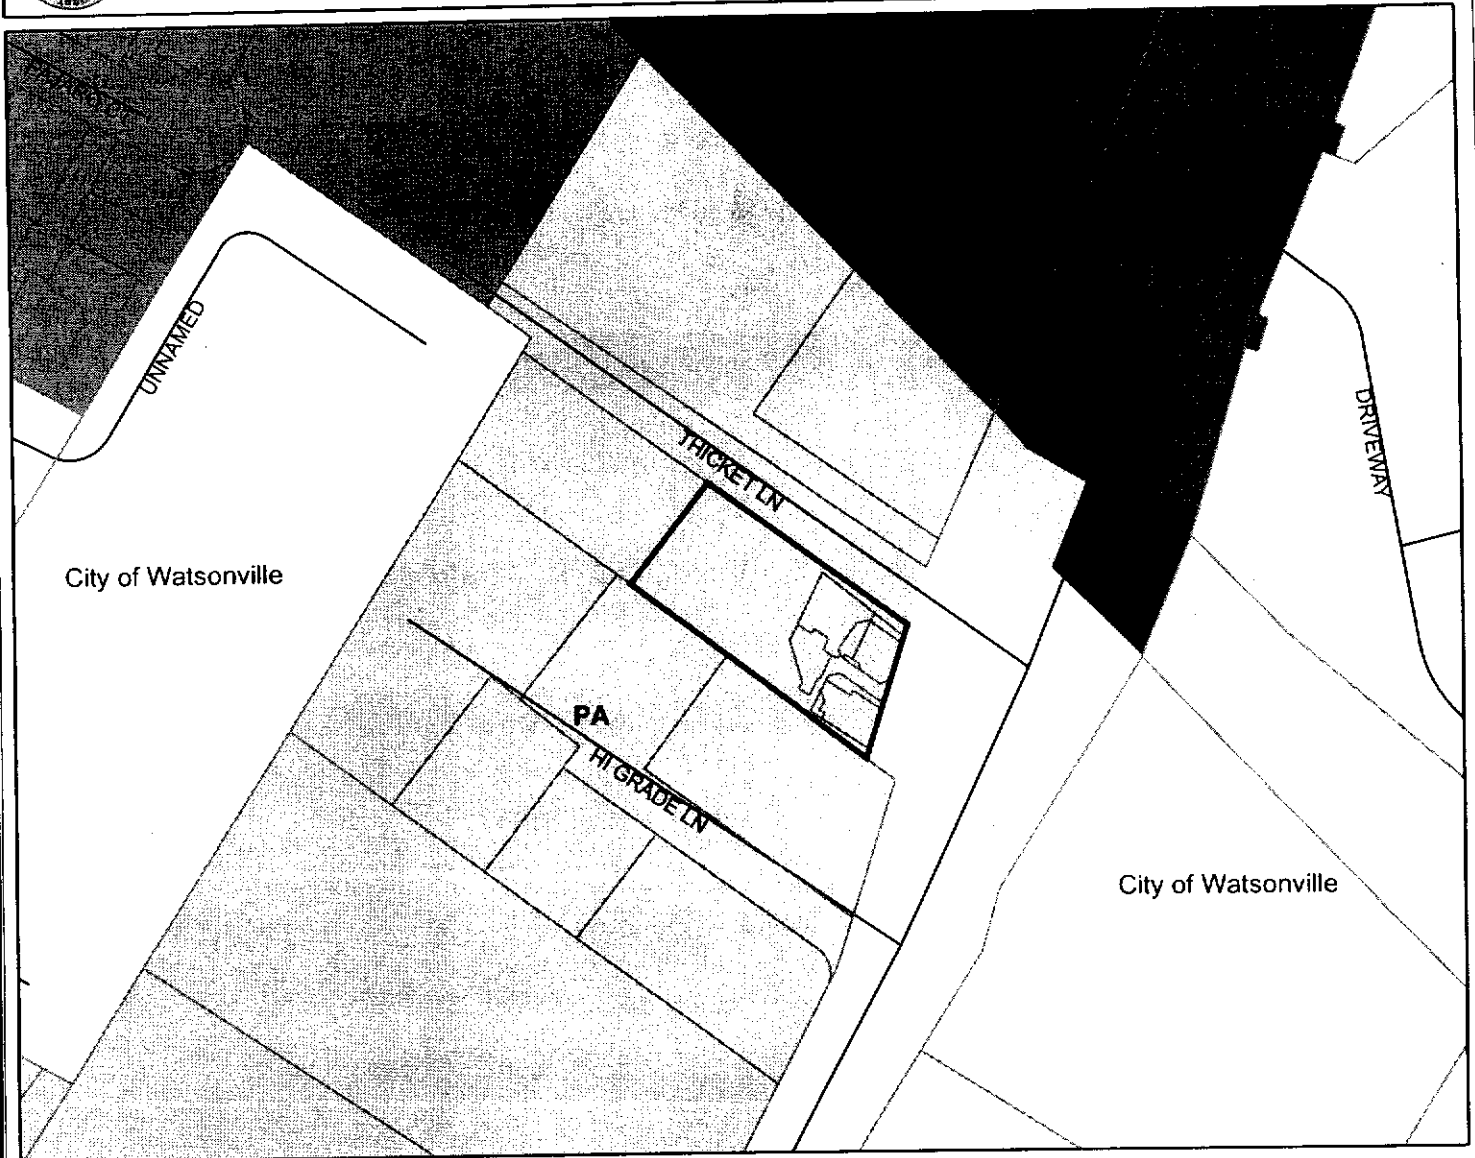 UNNAMED
THICKET LN
DRIVEWAY
City of Watsonville
PA
HI GRADE LN
City of Watsonville